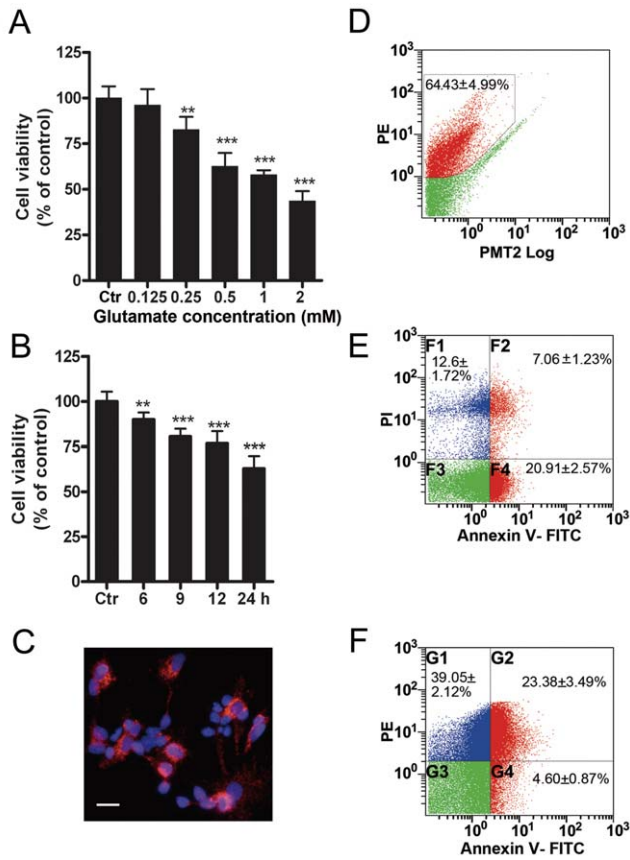 A
125
100
75
50
25
0
Cell viability
(% of control)
**
***
***
***
Ctr 0.125 0.25 0.5 1 2
Glutamate concentration (mM)
B
125
100
75
50
25
0
Cell viability
(% of control)
**
***
***
***
Ctr 6 9 12 24 h
C
D
10³
10²
10¹
10⁰
PE
64.43±4.99%
10⁰ 10¹ 10² 10³
PMT2 Log
E
10³
10²
10¹
10⁰
PI
F1 F2
12.6±
1.72%
7.06±1.23%
F3 F4
20.91±2.57%
10⁰ 10¹ 10² 10³
Annexin V- FITC
F
10³
10²
10¹
10⁰
PE
G1 G2
39.05±
2.12%
23.38±3.49%
G3 G4
4.60±0.87%
10⁰ 10¹ 10² 10³
Annexin V- FITC